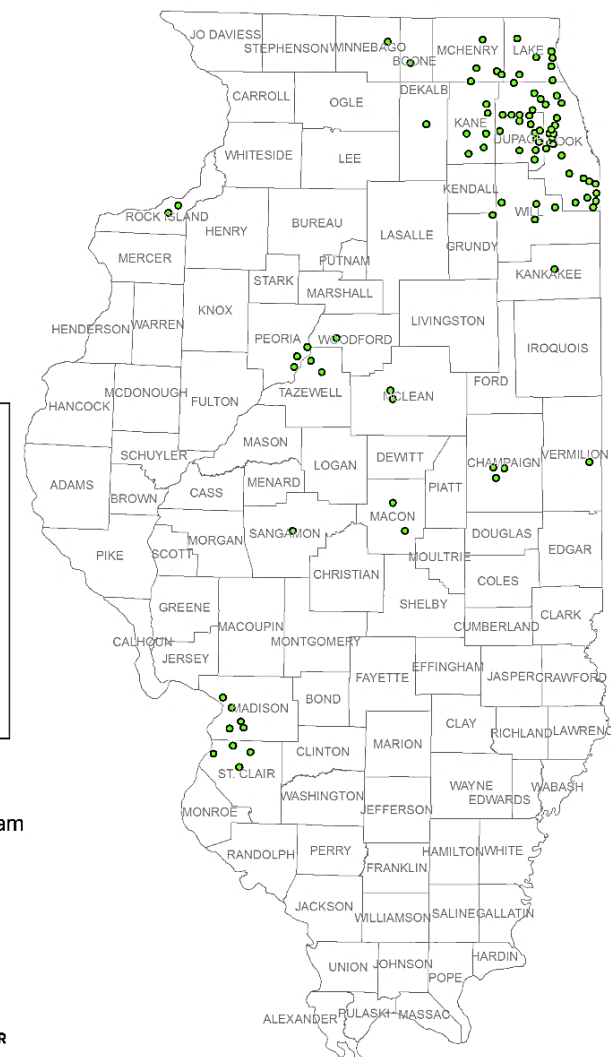 JO DAVIESS
STEPHENSON
WINNEBAGO
BOONE
MCHENRY
LAKE
CARROLL
OGLE
DEKALB
KANE
COOK
WHITESIDE
LEE
KENDALL
WILL
ROCK ISLAND
HENRY
BUREAU
LASALLE
GRUNDY
MERCER
PUTNAM
KANKAKEE
STARK
MARSHALL
KNOX
HENDERSON
WARREN
PEORIA
WOODFORD
LIVINGSTON
IROQUOIS
FORD
HANCOCK
MCDONOUGH
FULTON
TAZEWELL
MCLEAN
MASON
SCHUYLER
LOGAN
DEWITT
CHAMPAIGN
VERMILION
ADAMS
BROWN
CASS
MENARD
PIATT
MACON
SANGAMON
MORGAN
SCOTT
PIKE
DOUGLAS
EDGAR
MOULTRIE
CHRISTIAN
COLES
SHELBY
GREENE
MACOUPIN
CUMBERLAND
CLARK
CALHOUN
JERSEY
MONTGOMERY
FAYETTE
EFFINGHAM
JASPER
CRAWFORD
MADISON
BOND
CLAY
RICHLAND
LAWRENC
CLINTON
MARION
ST. CLAIR
WASHINGTON
WAYNE
EDWARDS
WABASH
MONROE
JEFFERSON
am
RANDOLPH
PERRY
HAMILTON
WHITE
FRANKLIN
JACKSON
WILLIAMSON
SALINE
GALLATIN
UNION
JOHNSON
POPE
HARDIN
ALEXANDER
PULASKI
MASSAC
R